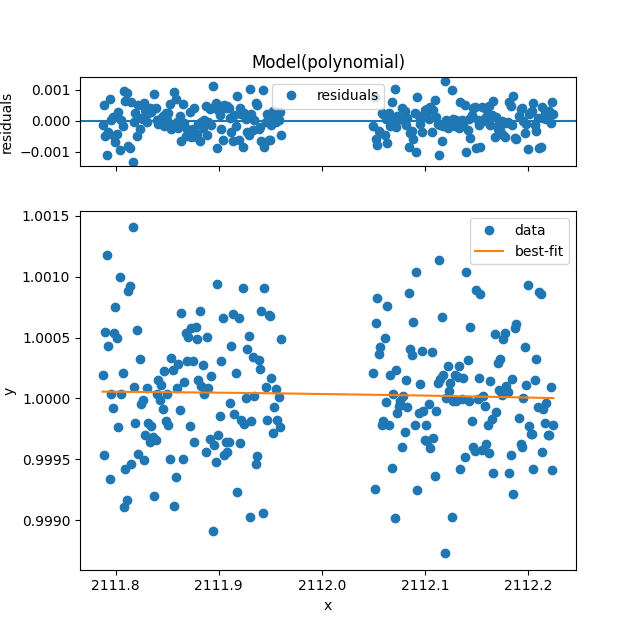 Model(polynomial)
0.001
0.000
−0.001
residuals
residuals
1.0015
1.0010
1.0005
1.0000
0.9995
0.9990
y
data
best-fit
2111.8 2111.9 2112.0 2112.1 2112.2
x